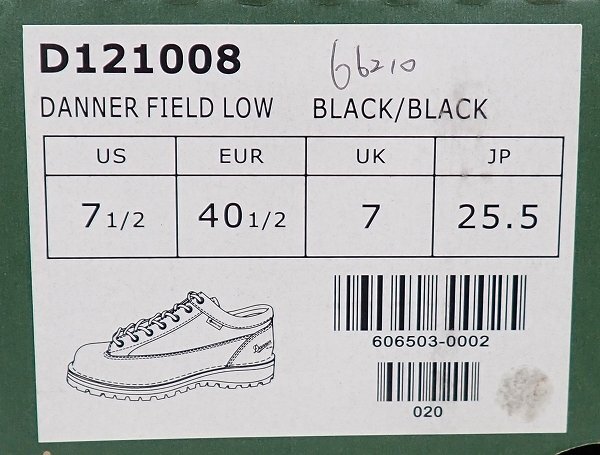 D121008 66210
DANNER FIELD LOW BLACK/BLACK
US EUR UK JP
7 1/2 40 1/2 7 25.5
Danner
606503-0002
020